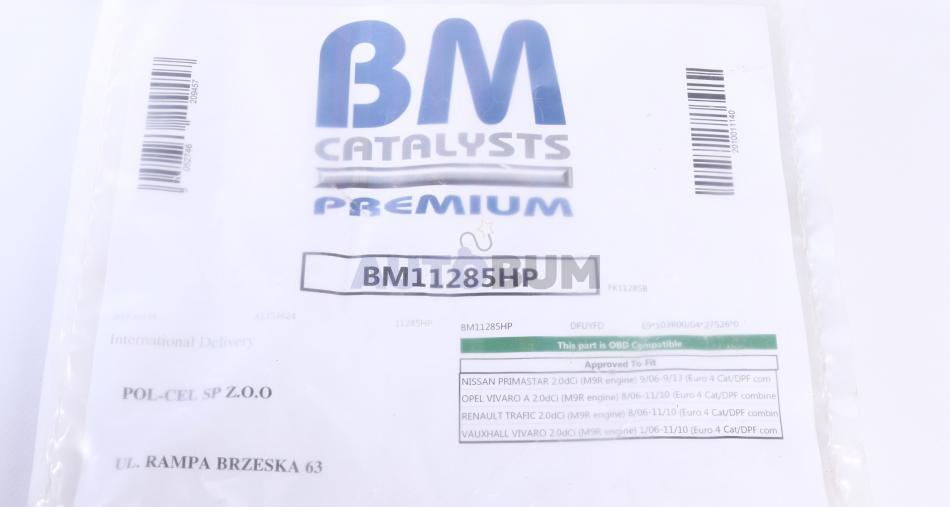 BM
CATALYSTS
PREMIUM
209457
2010011140
AUTOBUM
BM11285HP
FK11285B
11285HP
BM11285HP DFUYFD E9*103R00/04*27526*0
International Delivery
This part is OBD Compatible
Approved To Fit
NISSAN PRIMASTAR 2.0dCi (M9R engine) 9/06-9/13 (Euro 4 Cat/DPF com
OPEL VIVARO A 2.0dCi (M9R engine) 8/06-11/10 (Euro 4 Cat/DPF combine
RENAULT TRAFIC 2.0dCi (M9R engine) 8/06-11/10 (Euro 4 Cat/DPF combin
VAUXHALL VIVARO 2.0dCi (M9R engine) 1/06-11/10 (Euro 4 Cat/DPF com
POL-CEL SP Z.O.O
UL. RAMPA BRZESKA 63